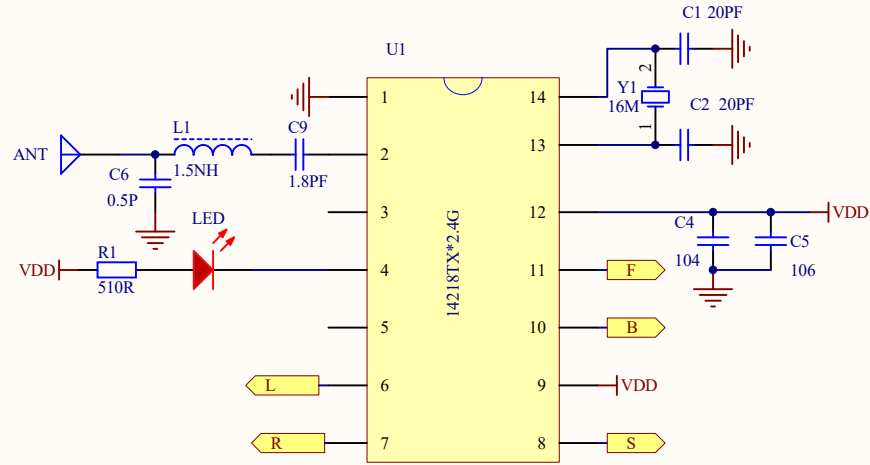 C1 20PF
U1
2
Y1
16M
1
C2 20PF
1
14
L1
C9
ANT
2
13
C6
1.5NH
1.8PF
0.5P
LED
3
12
VDD
C4
C5
104
106
R1
VDD
510R
4
11
F
14218TX*2.4G
5
10
B
L
6
9
VDD
R
7
8
S